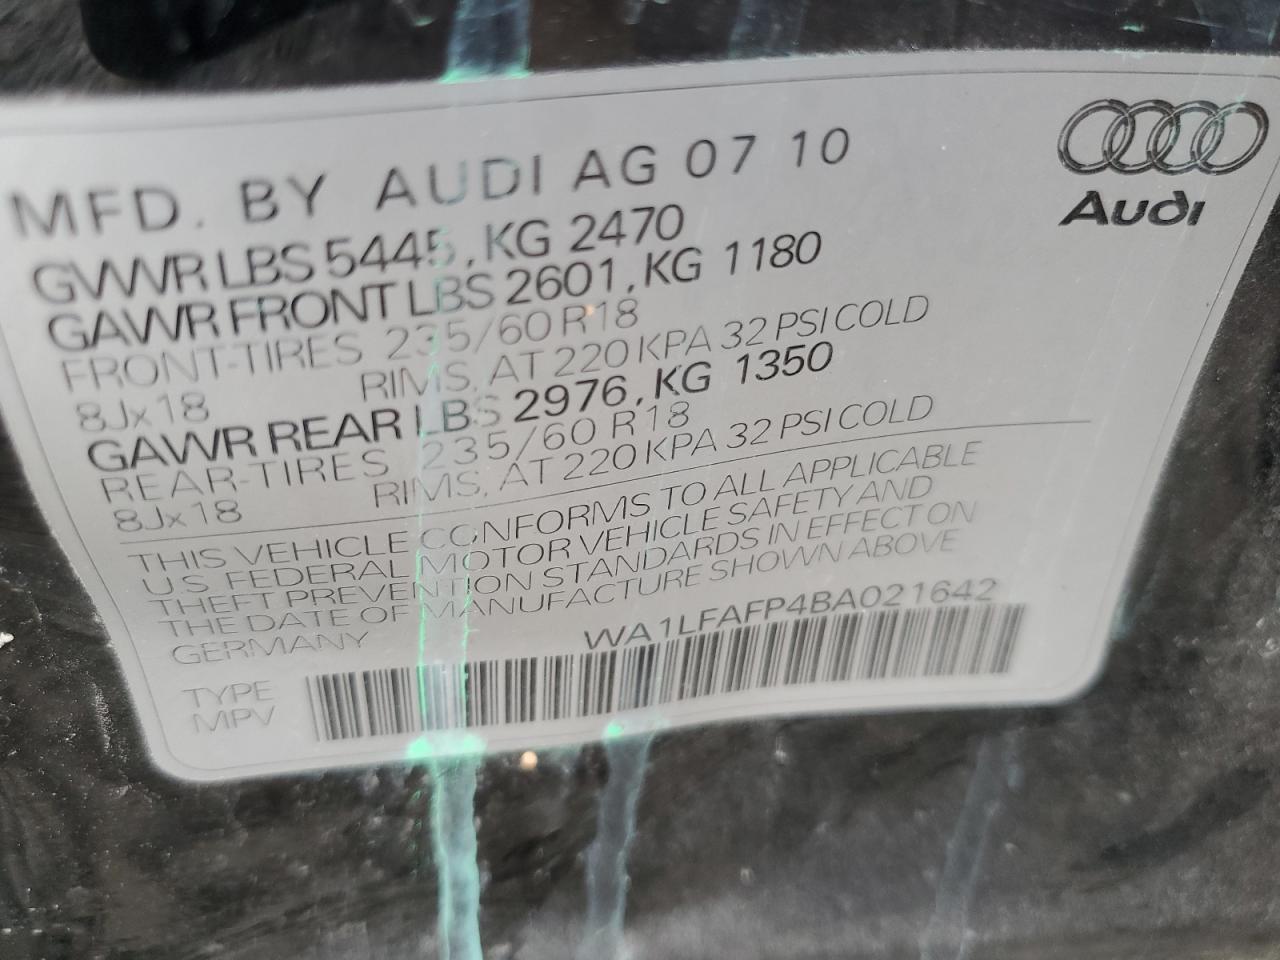 MFD. BY AUDI AG 07 10
Audi
GVWR LBS 5445, KG 2470
GAWR FRONT LBS 2601, KG 1180
FRONT-TIRES 235/60 R 18
8Jx18 RIMS, AT 220 KPA 32 PSI COLD
GAWR REAR LBS 2976, KG 1350
REAR-TIRES 235/60 R 18
8Jx18 RIMS, AT 220 KPA 32 PSI COLD
THIS VEHICLE CONFORMS TO ALL APPLICABLE
U.S. FEDERAL MOTOR VEHICLE SAFETY AND
THEFT PREVENTION STANDARDS IN EFFECT ON
THE DATE OF MANUFACTURE SHOWN ABOVE
GERMANY WA1LFAFP4BA021642
TYPE
MPV